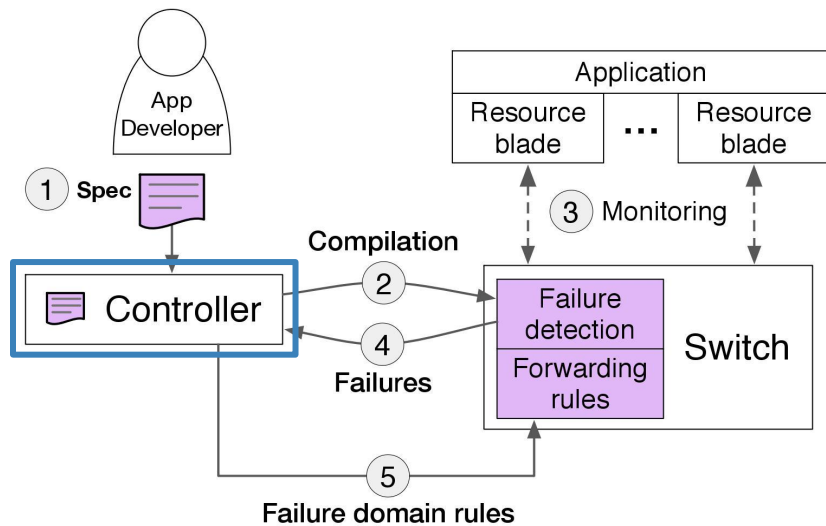 App
Developer
1 Spec
Controller
Compilation
2
4
Failures
5
Failure domain rules
Application
Resource
blade
...
Resource
blade
3 Monitoring
Failure
detection
Forwarding
rules
Switch